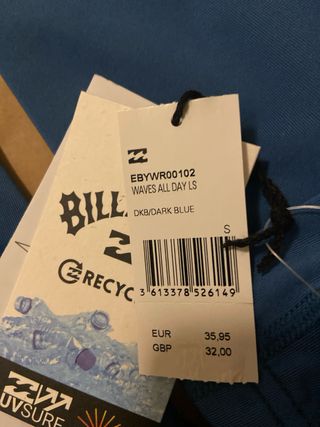 EBYWR00102
WAVES ALL DAY LS
DKB/DARK BLUE
S
3 613378 526149
EUR 35,95
GBP 32,00
BILL
RECYC
UVSURF